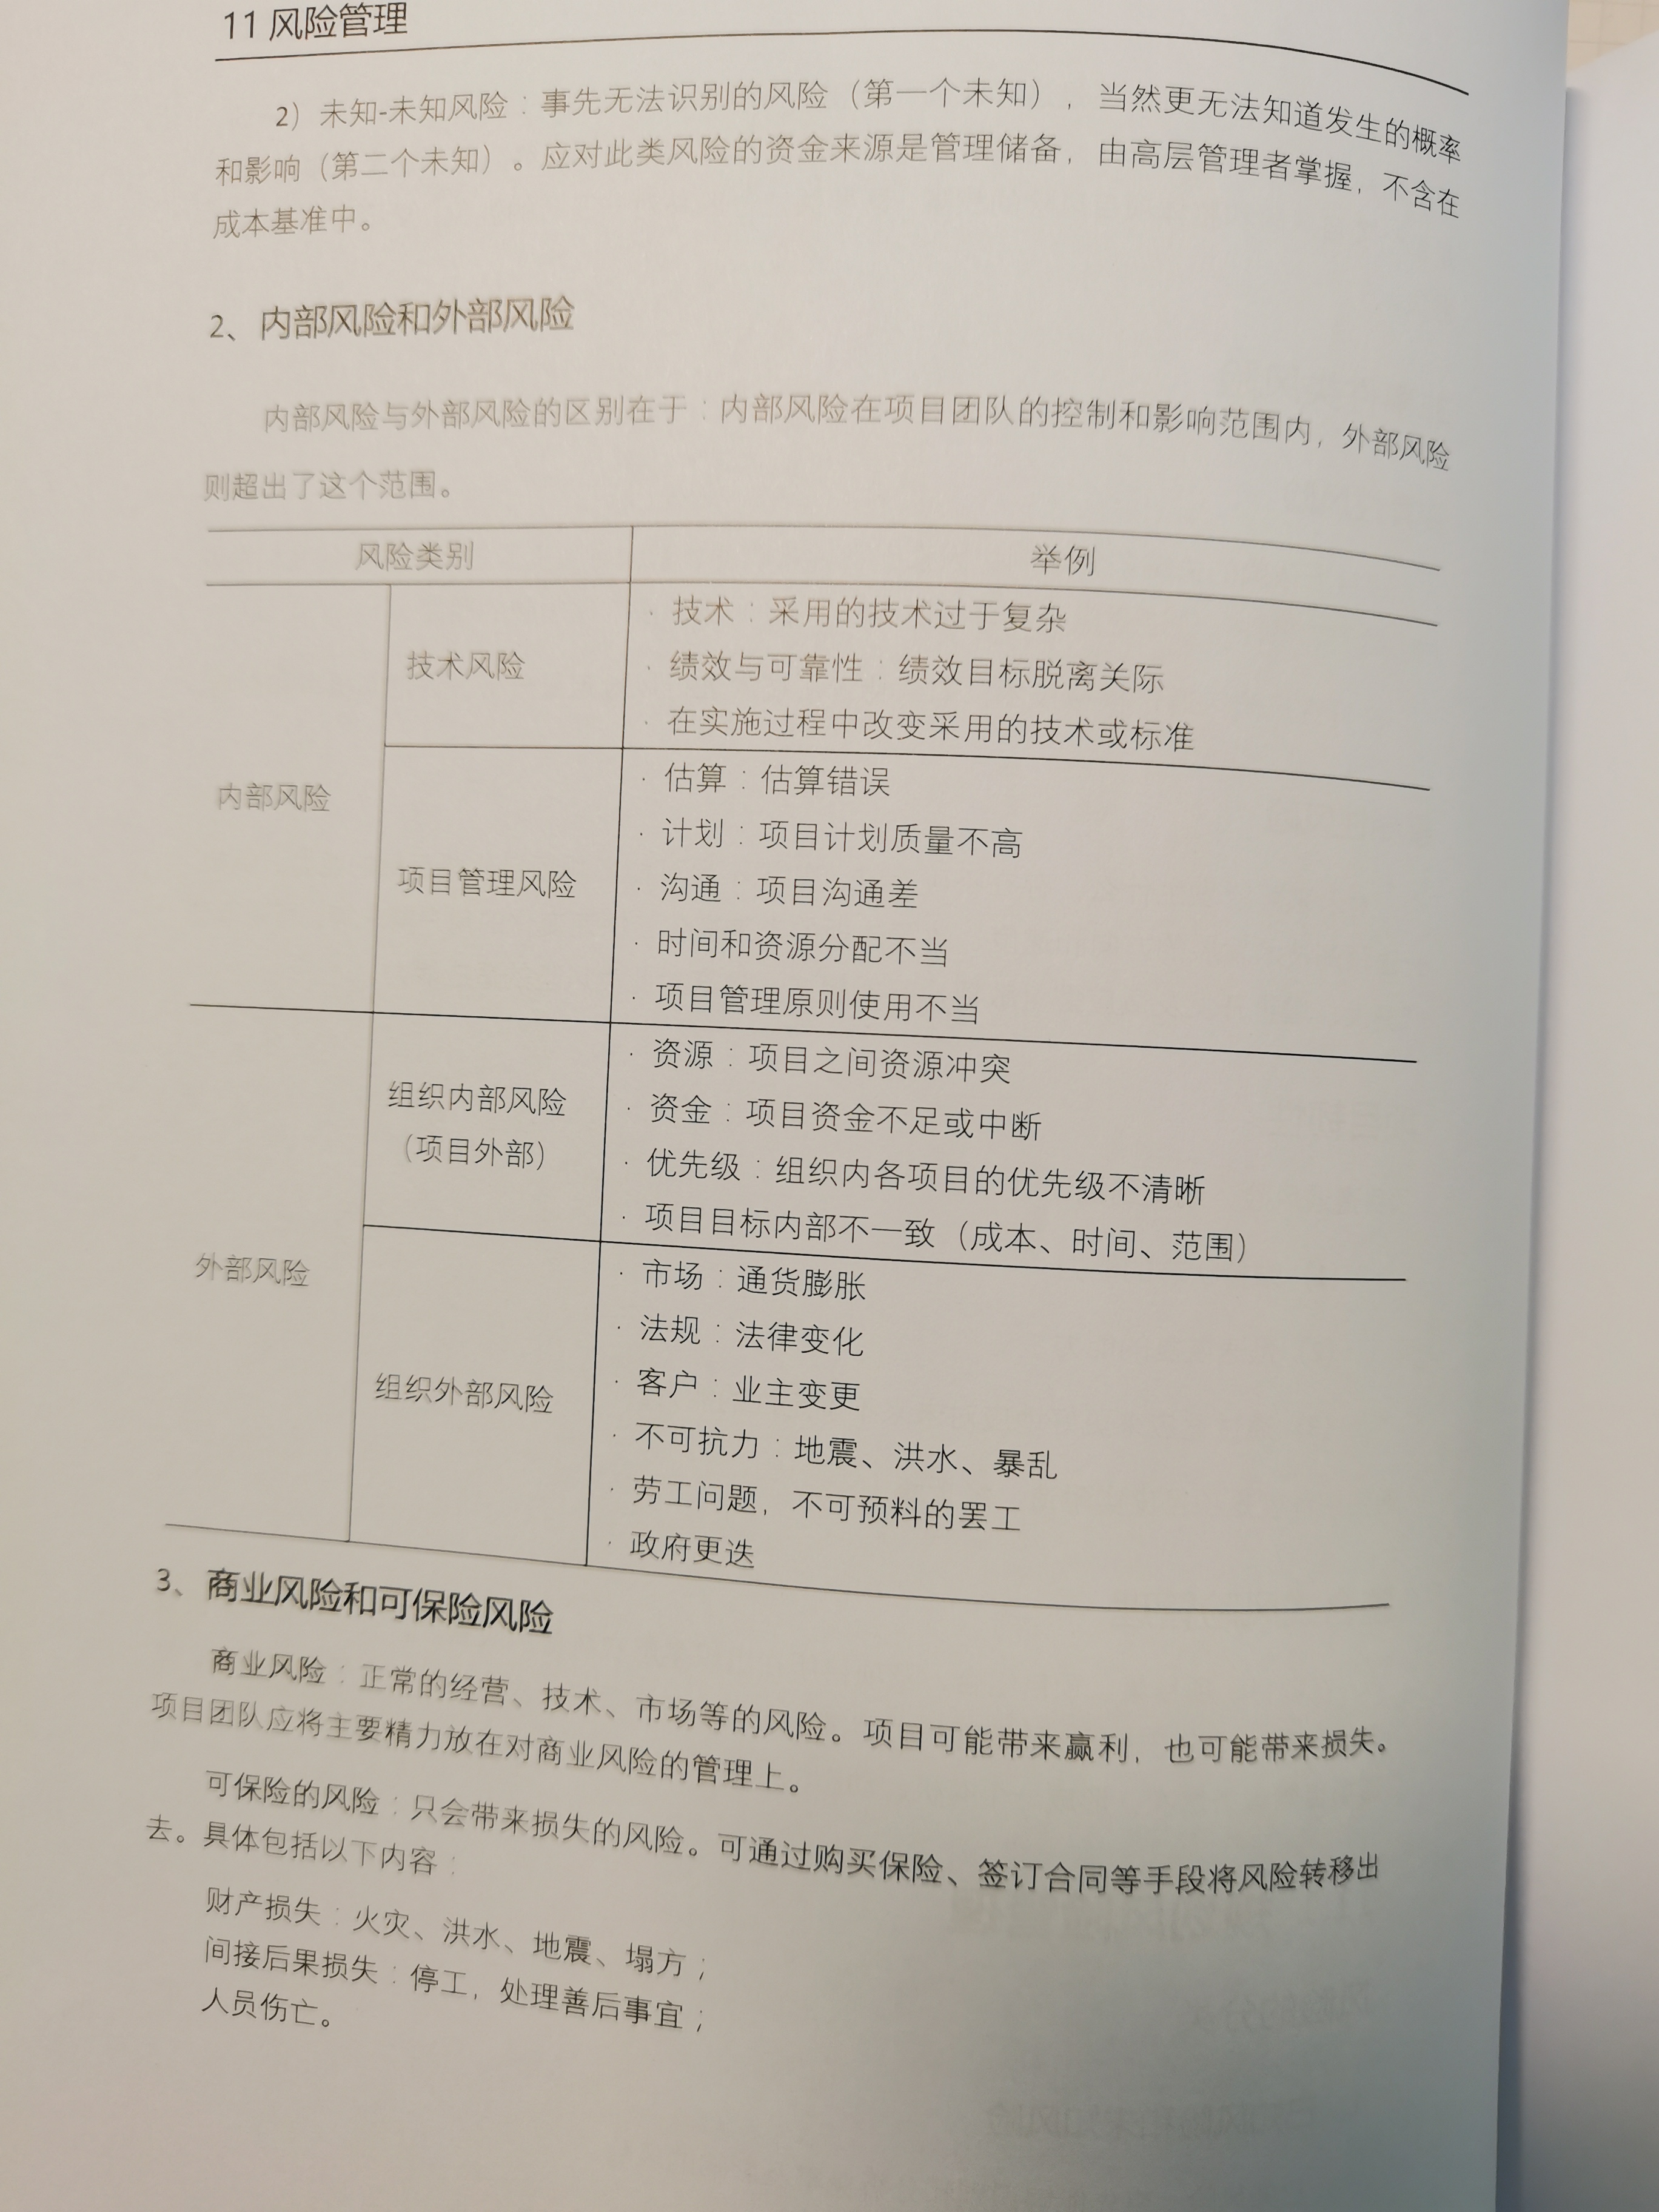 11 风险管理
2）未知-未知风险：事先无法识别的风险（第一个未知），当然更无法知道发生的概率
和影响（第二个未知）。应对此类风险的资金来源是管理储备，由高层管理者掌握，不含在
成本基准中。
2、内部风险和外部风险
内部风险与外部风险的区别在于：内部风险在项目团队的控制和影响范围内，外部风险
则超出了这个范围。
风险类别 举例
内部风险
技术风险
· 技术：采用的技术过于复杂
· 绩效与可靠性：绩效目标脱离关际
· 在实施过程中改变采用的技术或标准
项目管理风险
· 估算：估算错误
· 计划：项目计划质量不高
· 沟通：项目沟通差
· 时间和资源分配不当
· 项目管理原则使用不当
外部风险
组织内部风险
（项目外部）
· 资源：项目之间资源冲突
· 资金：项目资金不足或中断
· 优先级：组织内各项目的优先级不清晰
· 项目目标内部不一致（成本、时间、范围）
组织外部风险
· 市场：通货膨胀
· 法规：法律变化
· 客户：业主变更
· 不可抗力：地震、洪水、暴乱
· 劳工问题，不可预料的罢工
· 政府更迭
3、商业风险和可保险风险
商业风险：正常的经营、技术、市场等的风险。项目可能带来赢利，也可能带来损失。
项目团队应将主要精力放在对商业风险的管理上。
可保险的风险：只会带来损失的风险。可通过购买保险、签订合同等手段将风险转移出
去。具体包括以下内容：
财产损失：火灾、洪水、地震、塌方；
间接后果损失：停工，处理善后事宜；
人员伤亡。